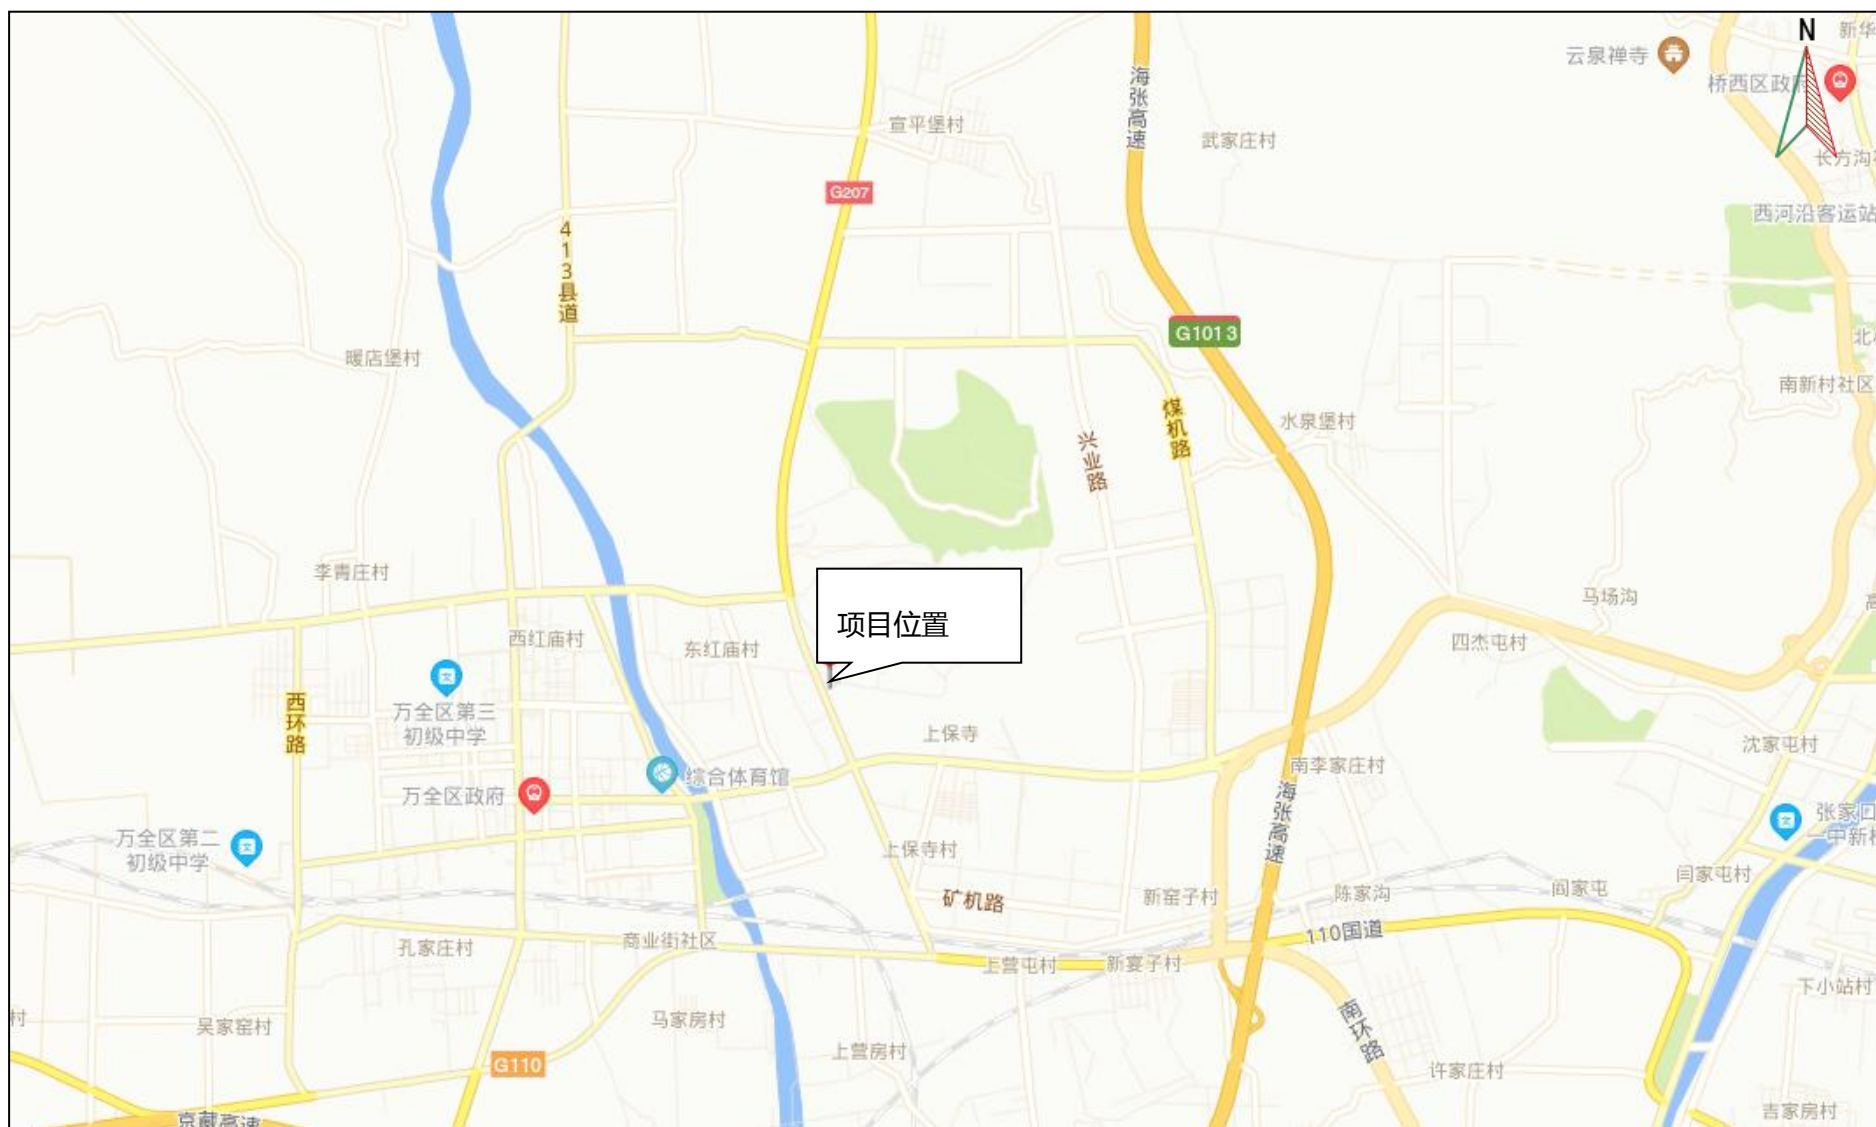 N
新华
云泉禅寺
桥西区政府
海张高速
宣平堡村
武家庄村
长方沟
G207
西河沿客运站
413县道
G1013
北
暖店堡村
南新村社区
煤机路
水泉堡村
兴业路
李青庄村
马场沟
项目位置
西红庙村
东红庙村
四杰屯村
西环路
万全区第三
初级中学
上保寺
沈家屯村
南李家庄村
综合体育馆
万全区政府
海张高速
张家口
一中新校
万全区第二
初级中学
上保寺村
闫家屯村
矿机路
新窑子村
陈家沟
阎家屯
110国道
商业街社区
孔家庄村
上营屯村
新宴子村
下小站村
村
吴家窑村
马家房村
南环路
上营房村
G110
许家庄村
京藏高速
吉家房村